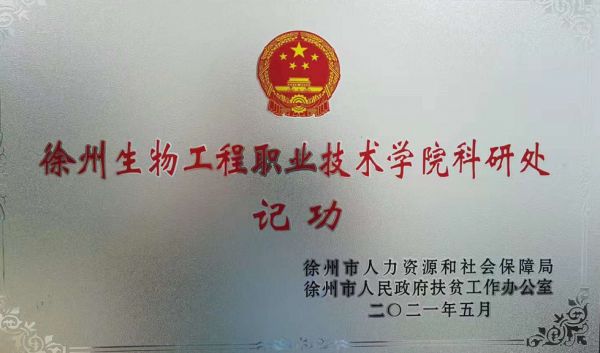 徐州生物工程职业技术学院科研处
记功
徐州市人力资源和社会保障局
徐州市人民政府扶贫工作办公室
二〇二一年五月